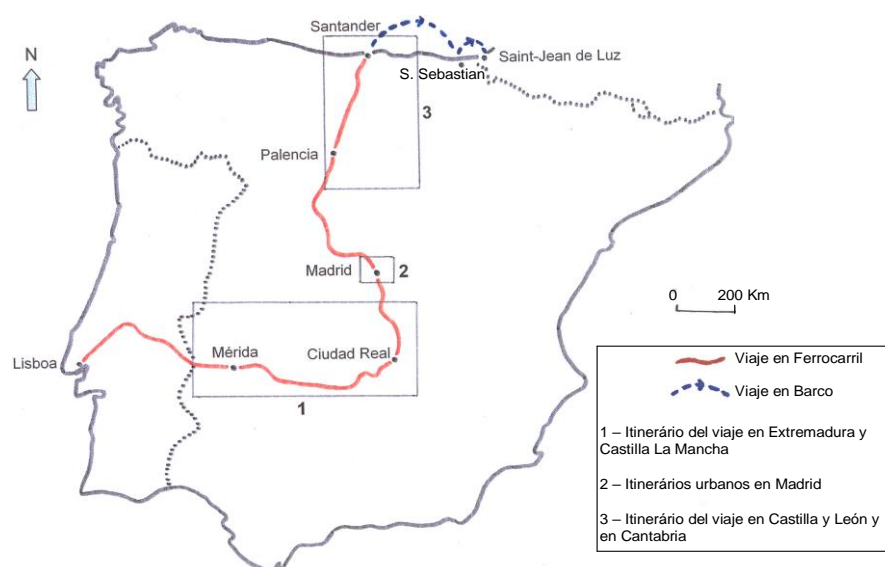 Santander
N
Saint-Jean de Luz
S. Sebastian
3
Palencia
Madrid
2
0 200 Km
Lisboa
Mérida
Ciudad Real
1
Viaje en Ferrocarril
Viaje en Barco
1 – Itinerário del viaje en Extremadura y
Castilla La Mancha
2 – Itinerários urbanos en Madrid
3 – Itinerário del viaje en Castilla y León y
en Cantabria